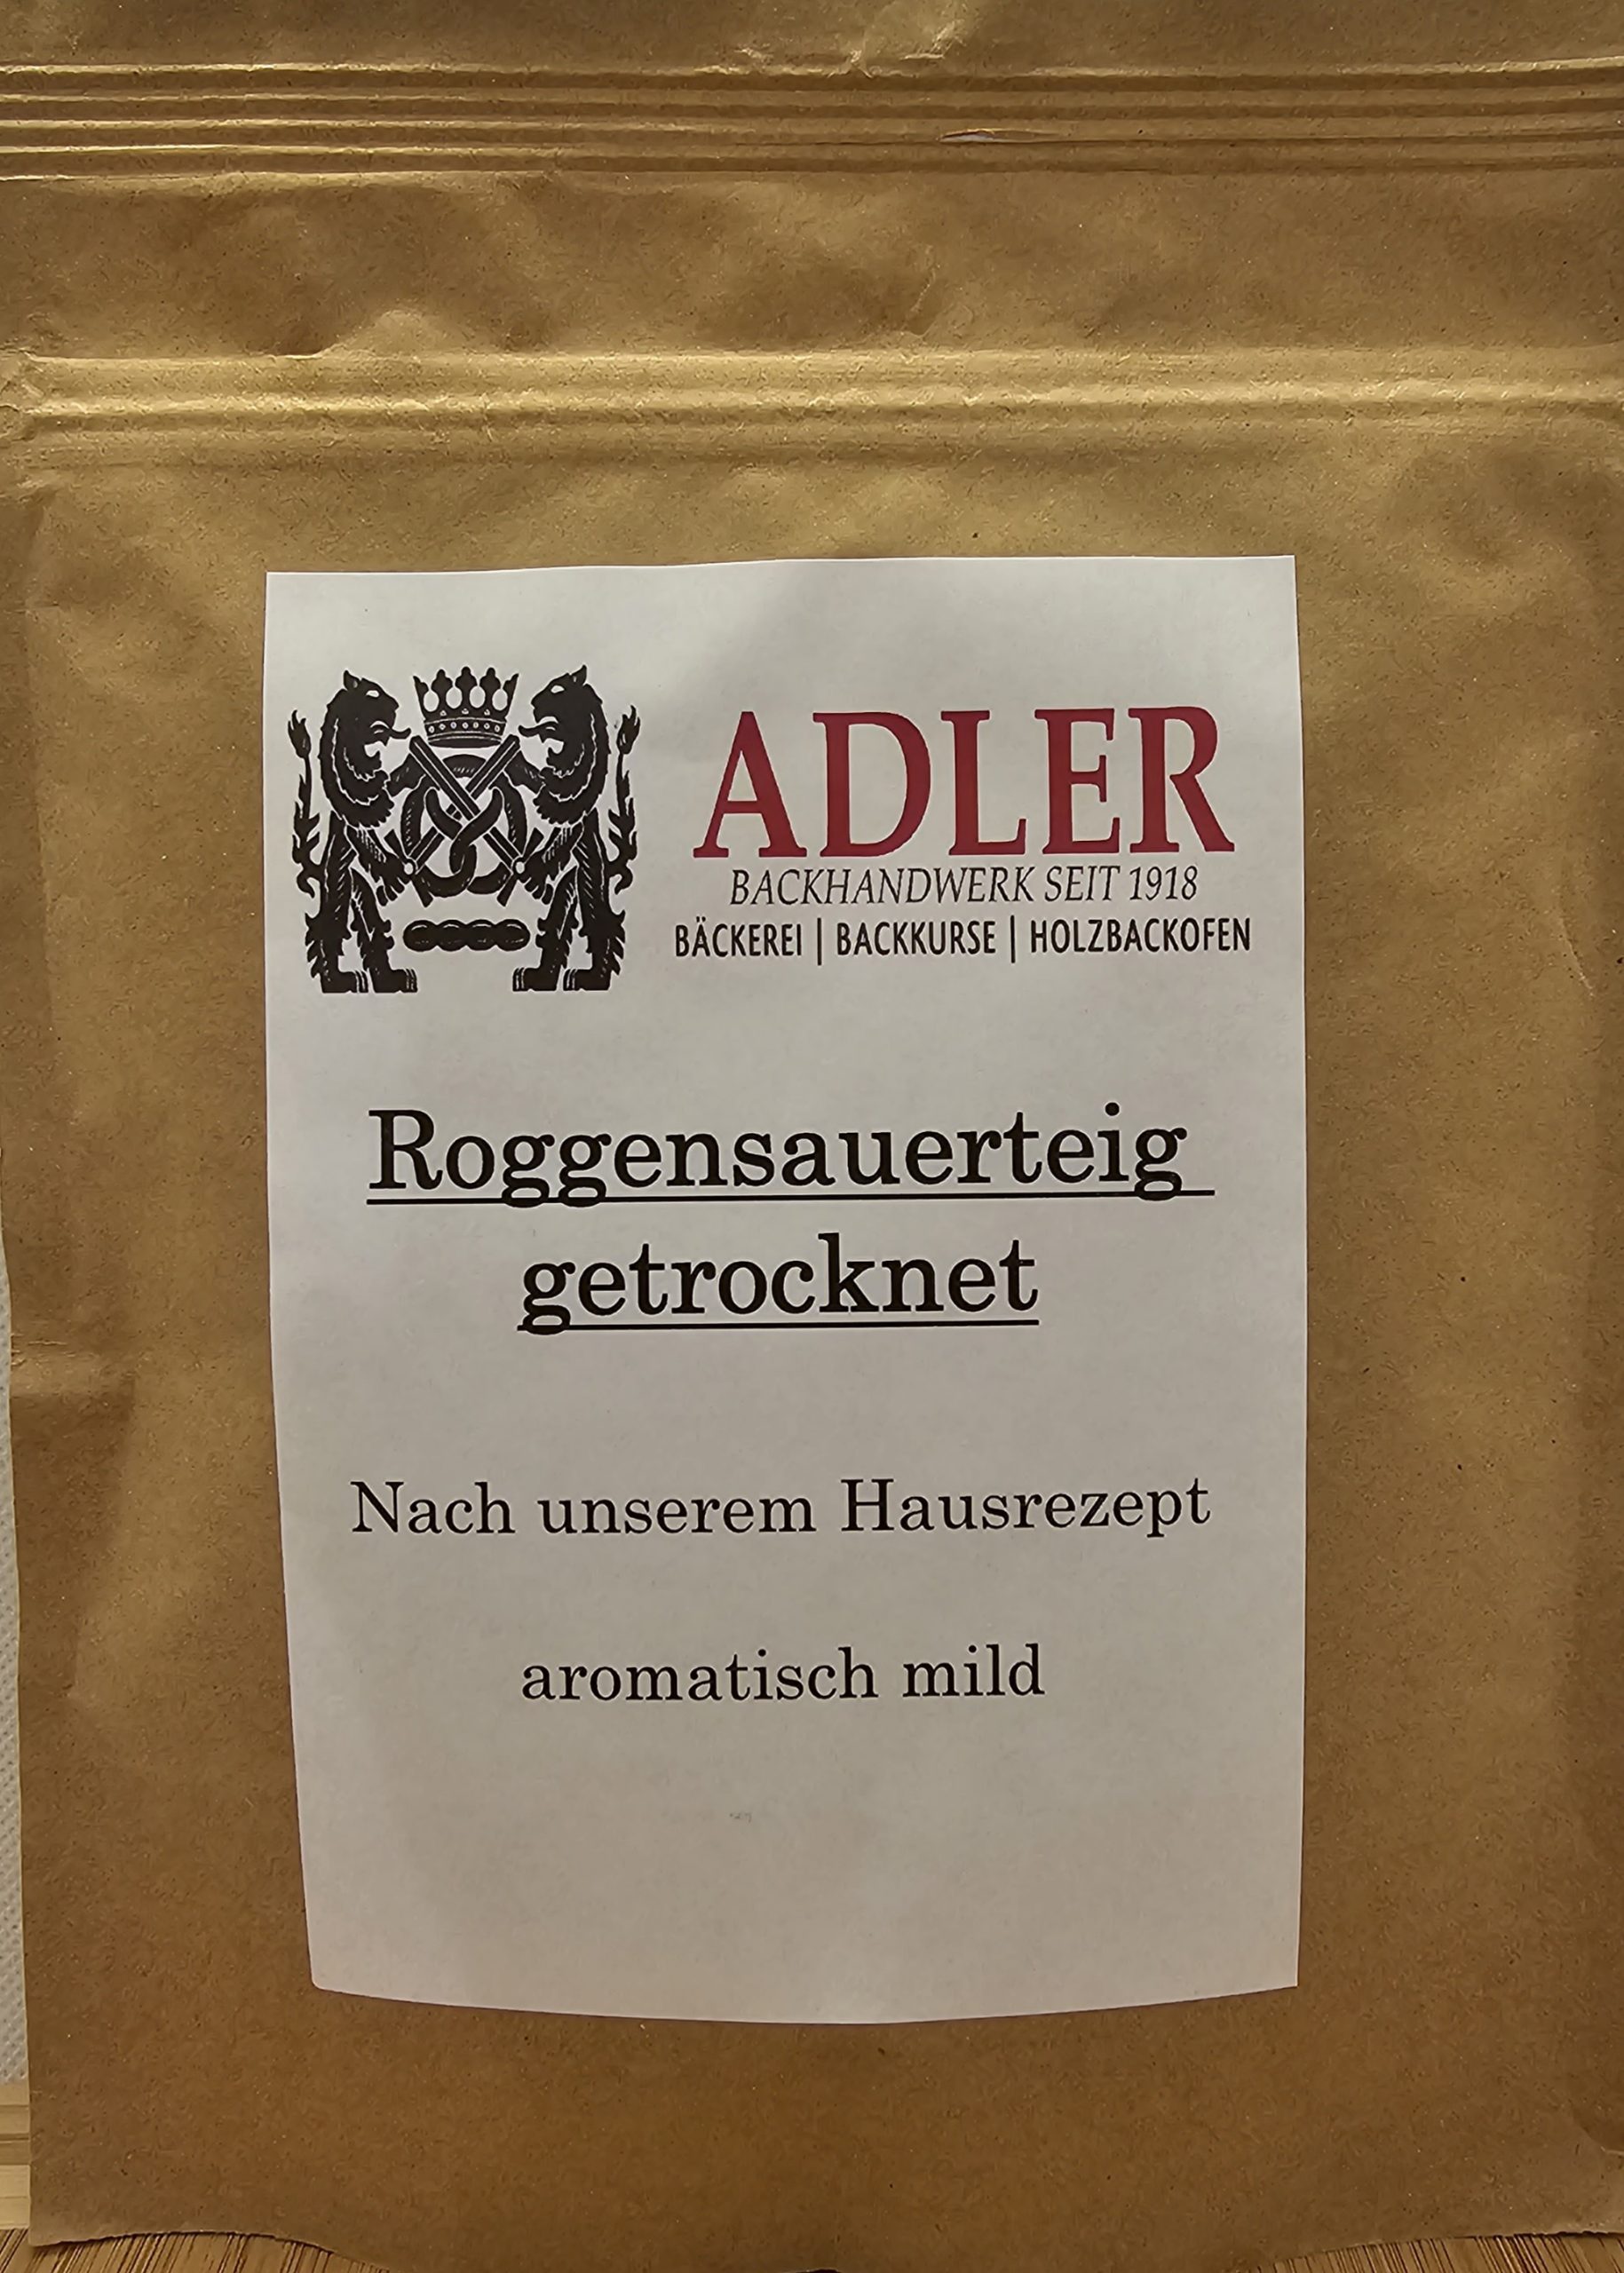 ADLER
BACKHANDWERK SEIT 1918
BÄCKEREI | BACKKURSE | HOLZBACKOFEN
Roggensauerteig
getrocknet
Nach unserem Hausrezept
aromatisch mild